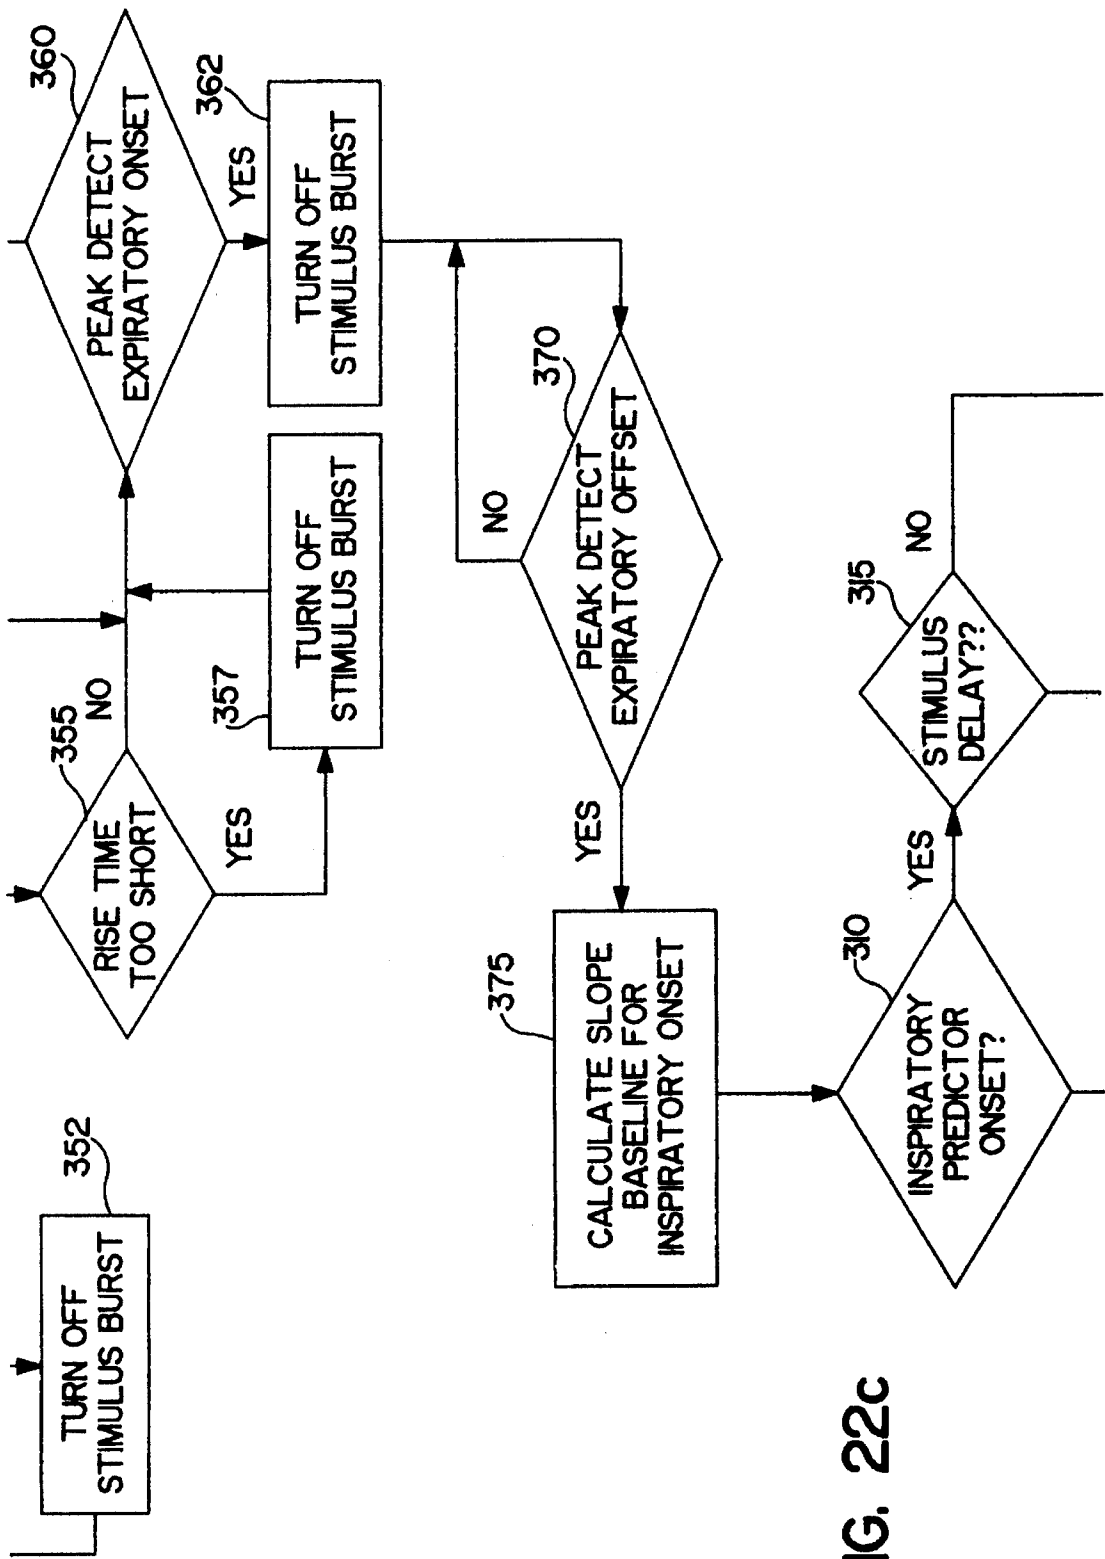 352
TURN OFF
STIMULUS BURST
355
RISE TIME
TOO SHORT
NO
YES
357
TURN OFF
STIMULUS BURST
360
PEAK DETECT
EXPIRATORY ONSET
YES
362
TURN OFF
STIMULUS BURST
370
PEAK DETECT
EXPIRATORY OFFSET
NO
YES
375
CALCULATE SLOPE
BASELINE FOR
INSPIRATORY ONSET
310
INSPIRATORY
PREDICTOR
ONSET?
YES
315
STIMULUS
DELAY??
NO
IG. 22c